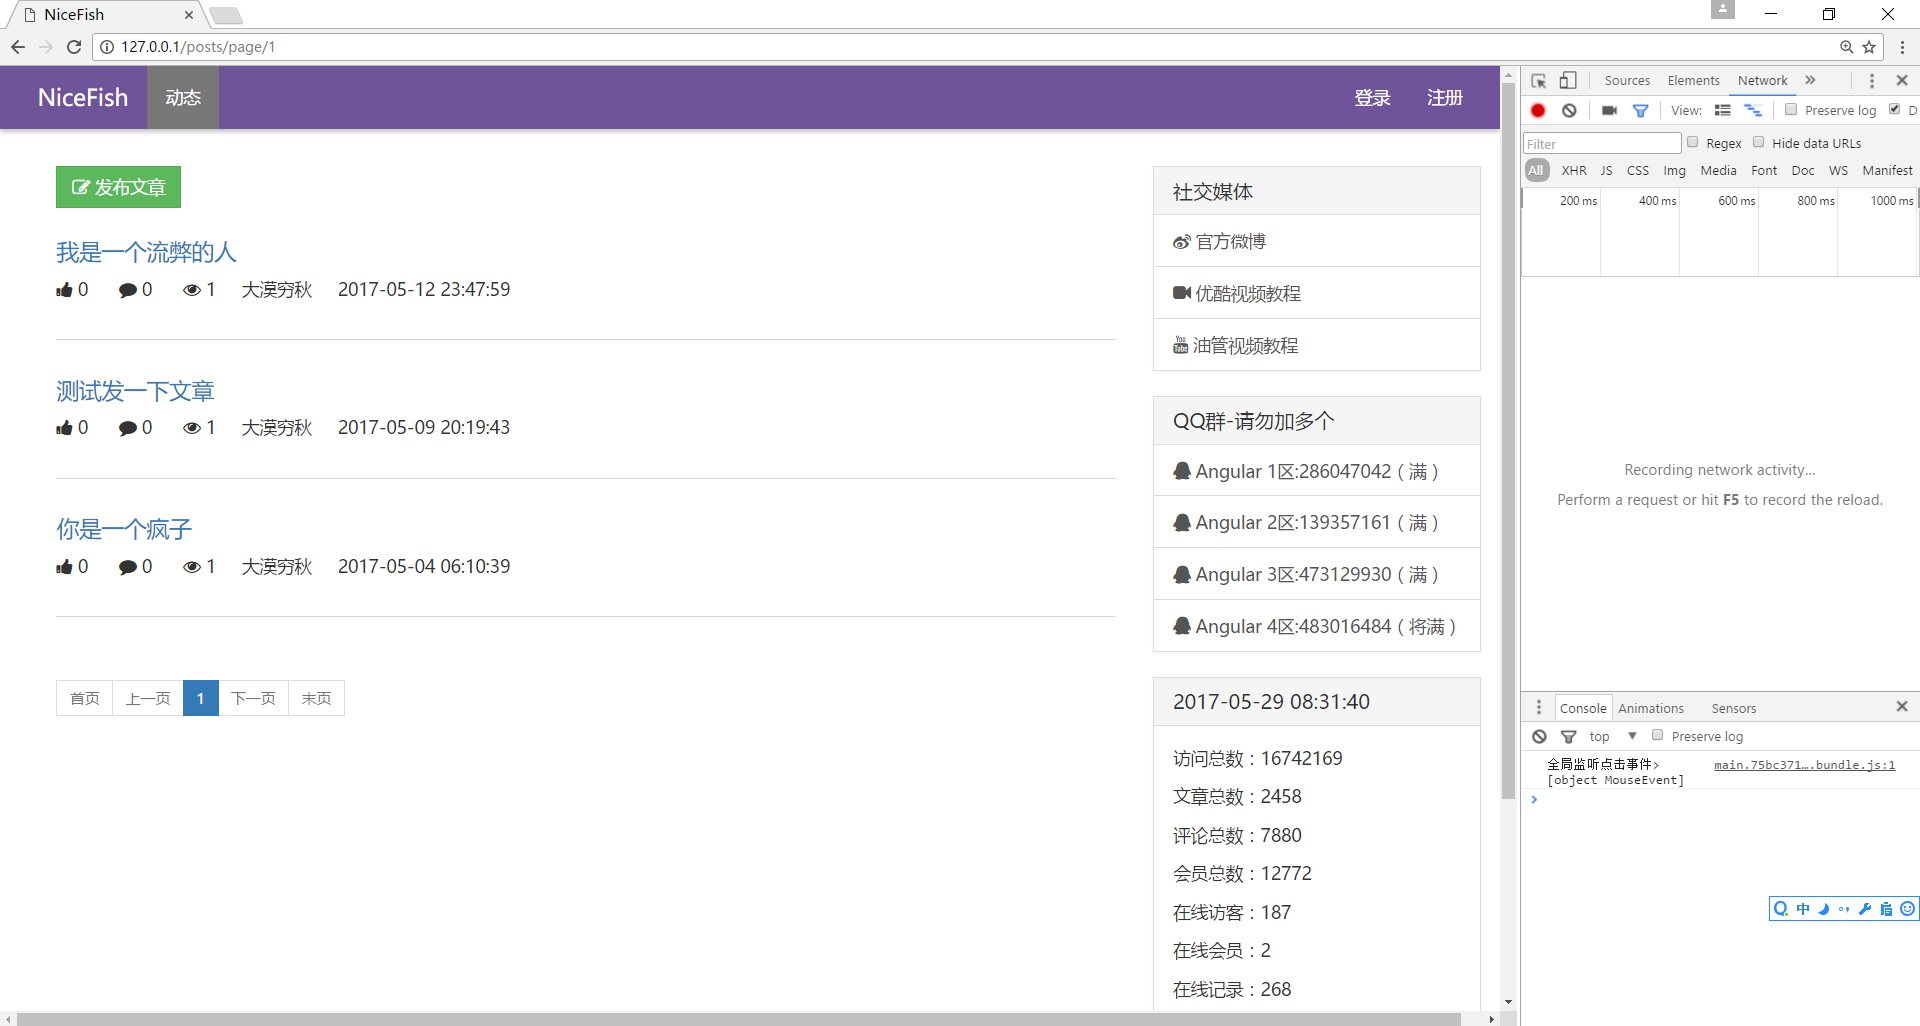 NiceFish
127.0.0.1/posts/page/1
NiceFish 动态 登录 注册
发布文章
我是一个流弊的人
0 0 1 大漠穷秋 2017-05-12 23:47:59
测试发一下文章
0 0 1 大漠穷秋 2017-05-09 20:19:43
你是一个疯子
0 0 1 大漠穷秋 2017-05-04 06:10:39
首页 上一页 1 下一页 末页
社交媒体
官方微博
优酷视频教程
You Tube 油管视频教程
QQ群-请勿加多个
Angular 1区:286047042（满）
Angular 2区:139357161（满）
Angular 3区:473129930（满）
Angular 4区:483016484（将满）
2017-05-29 08:31:40
访问总数：16742169
文章总数：2458
评论总数：7880
会员总数：12772
在线访客：187
在线会员：2
在线记录：268
Sources Elements Network
View: Preserve log D
Filter Regex Hide data URLs
All XHR JS CSS Img Media Font Doc WS Manifest
200 ms 400 ms 600 ms 800 ms 1000 ms
Recording network activity...
Perform a request or hit F5 to record the reload.
Console Animations Sensors
top Preserve log
全局监听点击事件> main.75bc371….bundle.js:1
[object MouseEvent]
中